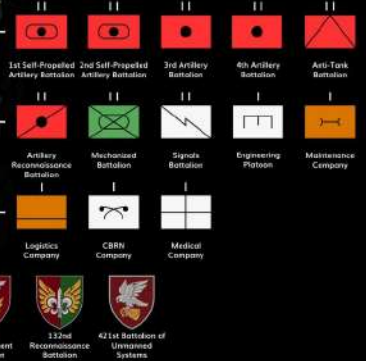 1st Self-Propelled
Artillery Battalion
2nd Self-Propelled
Artillery Battalion
3rd Artillery
Battalion
4th Artillery
Battalion
Anti-Tank
Battalion
Artillery
Reconnaissance
Battalion
Mechanized
Battalion
Signals
Battalion
Engineering
Platoon
Maintenance
Company
Logistics
Company
CBRN
Company
Medical
Company
132nd
Reconnaissance
Battalion
421st Battalion of
Unmanned
Systems